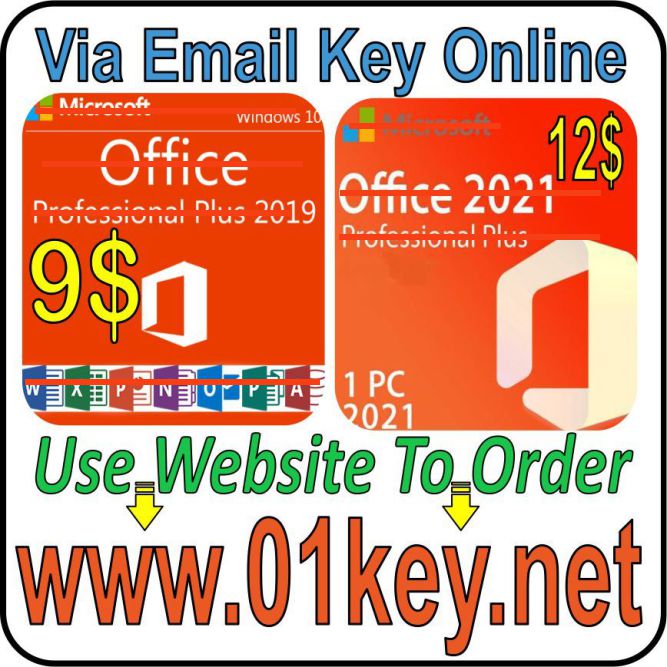 Via Email Key Online
Microsoft
Windows 10
Office
Professional Plus 2019
9$
W X P N O P A
Microsoft
12$
Office 2021
Professional Plus
1 PC
2021
Use Website To Order
www.01key.net